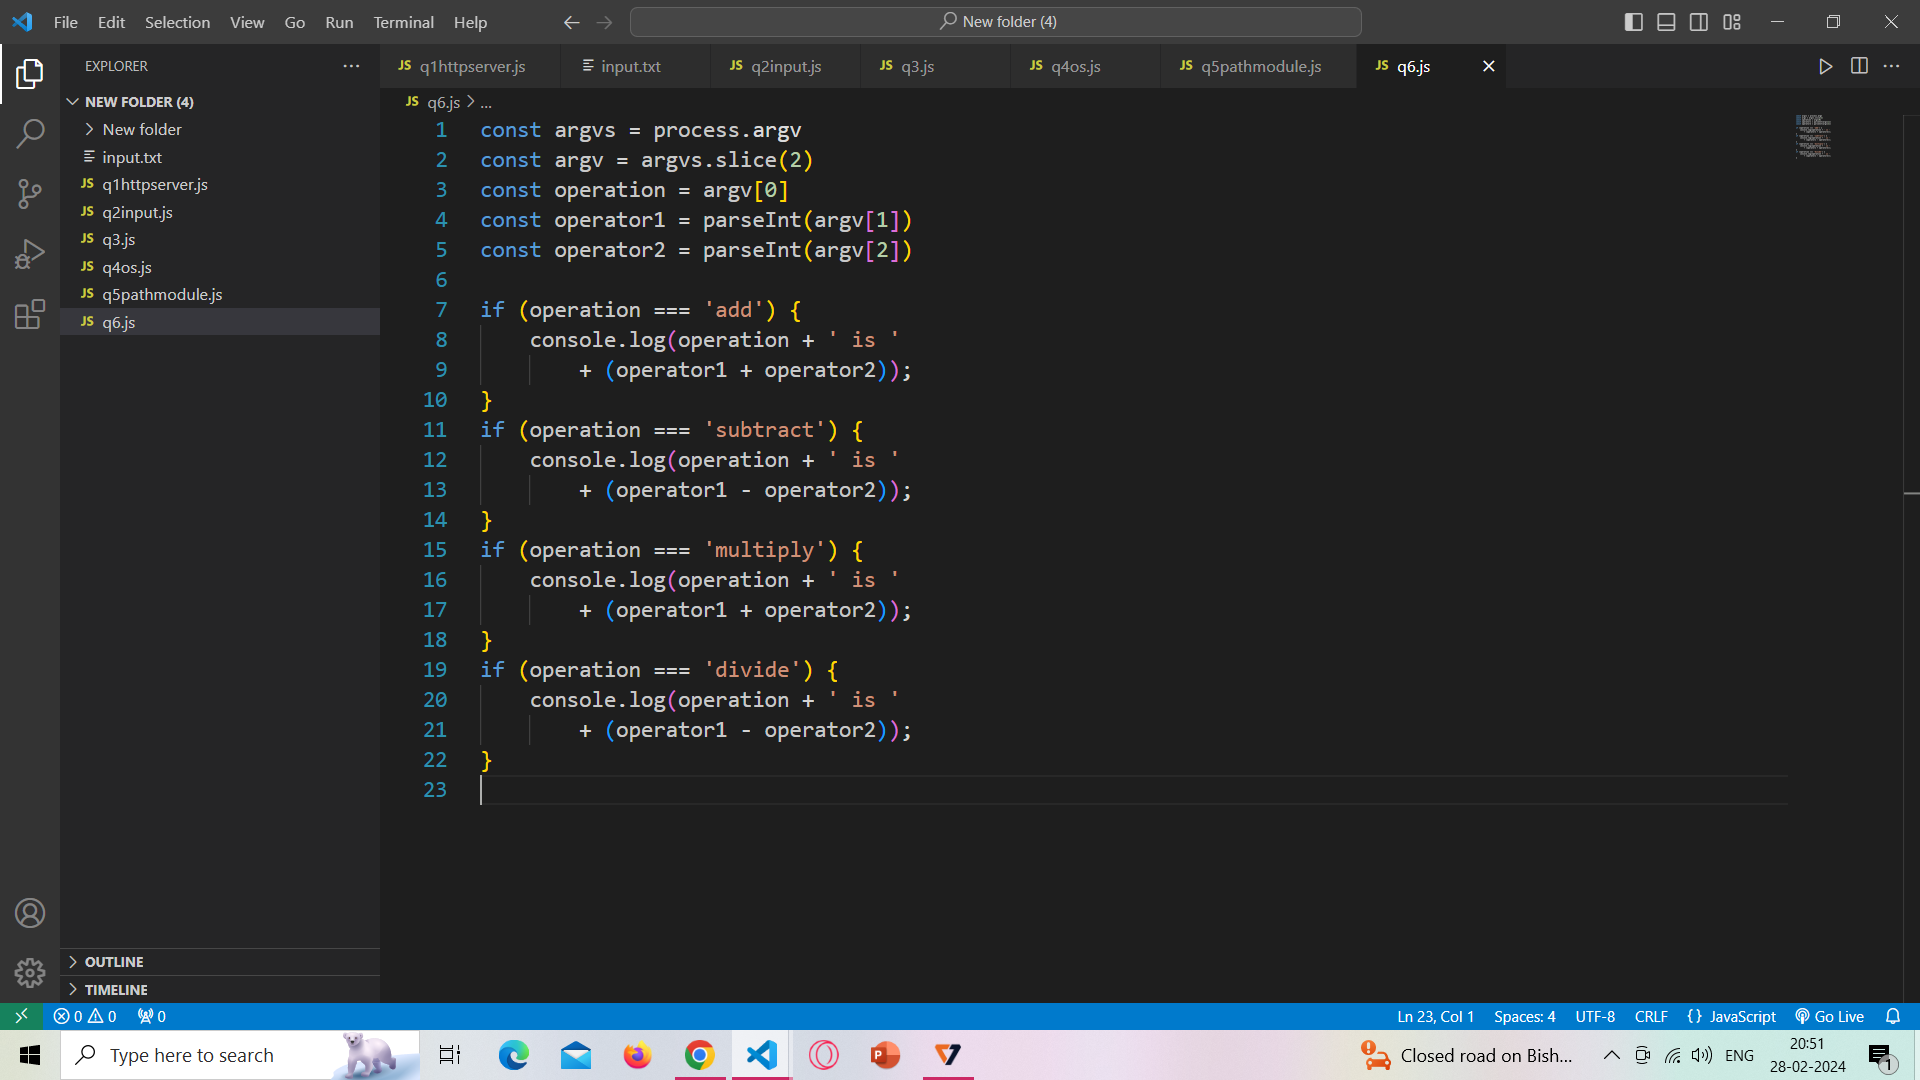 File Edit Selection View Go Run Terminal Help
New folder (4)
EXPLORER
NEW FOLDER (4)
New folder
input.txt
JS q1httpserver.js
JS q2input.js
JS q3.js
JS q4os.js
JS q5pathmodule.js
JS q6.js
OUTLINE
TIMELINE
JS q1httpserver.js input.txt JS q2input.js JS q3.js JS q4os.js JS q5pathmodule.js JS q6.js
JS q6.js > ...
1 const argvs = process.argv
2 const argv = argvs.slice(2)
3 const operation = argv[0]
4 const operator1 = parseInt(argv[1])
5 const operator2 = parseInt(argv[2])
6
7 if (operation === 'add') {
8 console.log(operation + ' is '
9 + (operator1 + operator2));
10 }
11 if (operation === 'subtract') {
12 console.log(operation + ' is '
13 + (operator1 - operator2));
14 }
15 if (operation === 'multiply') {
16 console.log(operation + ' is '
17 + (operator1 + operator2));
18 }
19 if (operation === 'divide') {
20 console.log(operation + ' is '
21 + (operator1 - operator2));
22 }
23
0 0 0
Ln 23, Col 1 Spaces: 4 UTF-8 CRLF {} JavaScript Go Live
Type here to search
Closed road on Bish...
ENG
20:51
28-02-2024
1